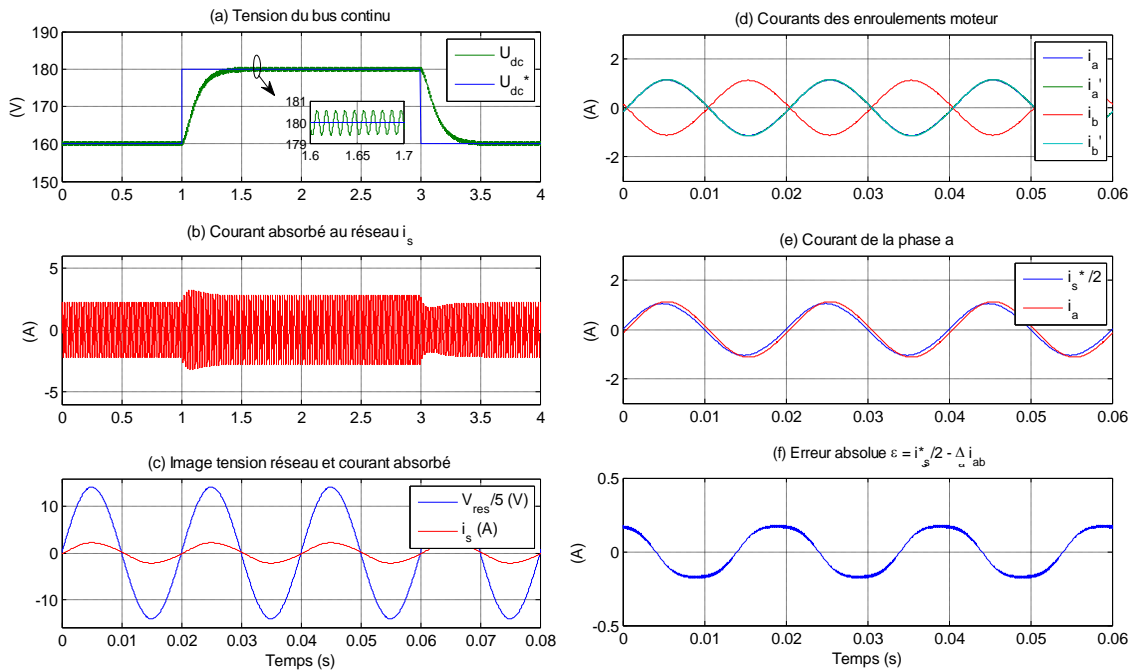 (a) Tension du bus continu
190
180
170
160
150
(V)
U_dc
U_dc*
181
180
179
1.6 1.65 1.7
0 0.5 1 1.5 2 2.5 3 3.5 4
(b) Courant absorbé au réseau i_s
5
0
-5
(A)
0 0.5 1 1.5 2 2.5 3 3.5 4
(c) Image tension réseau et courant absorbé
10
0
-10
V_res/5 (V)
i_s (A)
0 0.01 0.02 0.03 0.04 0.05 0.06 0.07 0.08
Temps (s)
(d) Courants des enroulements moteur
2
0
-2
(A)
i_a
i_a'
i_b
i_b'
0 0.01 0.02 0.03 0.04 0.05 0.06
(e) Courant de la phase a
2
0
-2
(A)
i_s*/2
i_a
0 0.01 0.02 0.03 0.04 0.05 0.06
(f) Erreur absolue ε = i*_s/2 - Δ i_ab
0.5
0
-0.5
(A)
0 0.01 0.02 0.03 0.04 0.05 0.06
Temps (s)